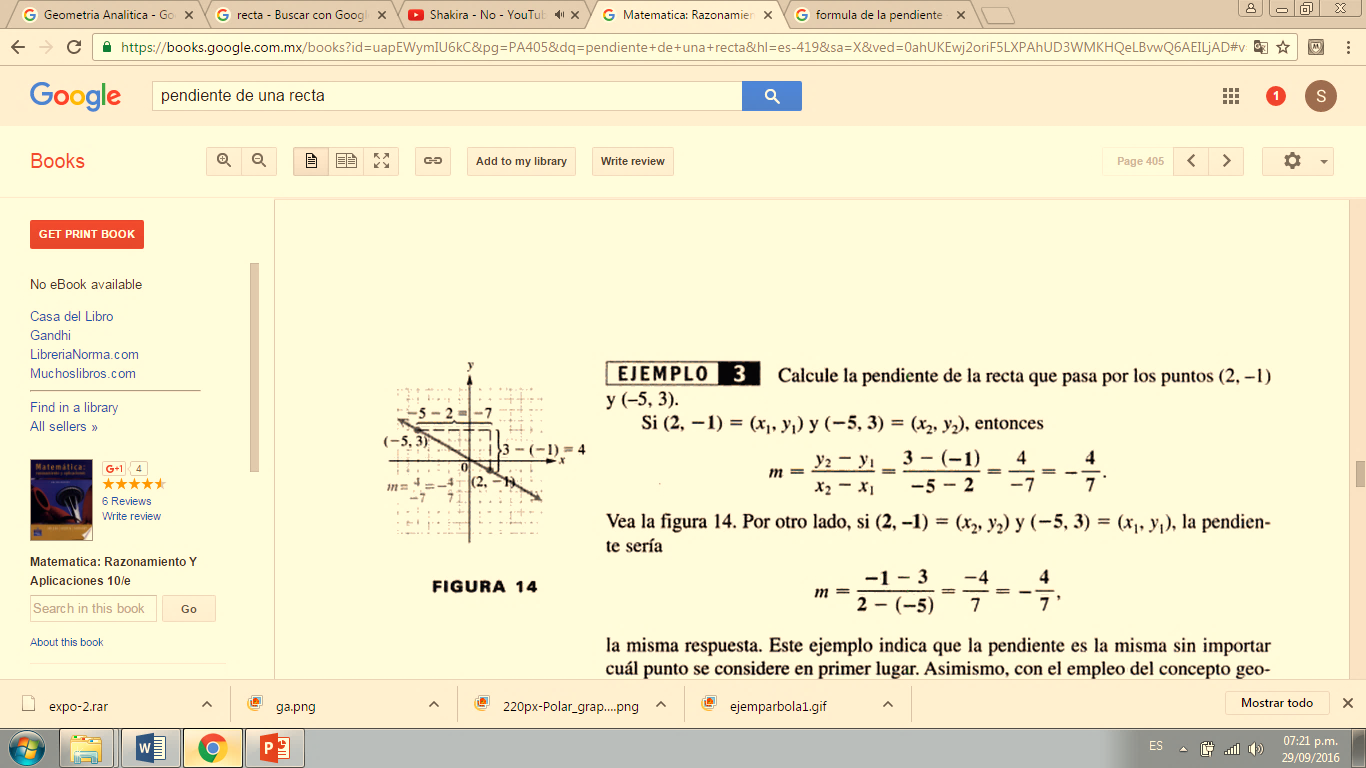 Geometria Analitica - Go
recta - Buscar con Googl
Shakira - No - YouTub
Matematica: Razonamien
formula de la pendiente
https://books.google.com.mx/books?id=uapEWymIU6kC&pg=PA405&dq=pendiente+de+una+recta&hl=es-419&sa=X&ved=0ahUKEwj2oriF5LXPAhUD3WMKHQeLBvwQ6AEILjAD#v
Google
pendiente de una recta
1
S
Books
Add to my library
Write review
Page 405
GET PRINT BOOK
No eBook available
Casa del Libro
Gandhi
LibreriaNorma.com
Muchoslibros.com
Find in a library
All sellers »
G+1 4
6 Reviews
Write review
Matemática:
Matematica: Razonamiento Y
Aplicaciones 10/e
Search in this book
Go
About this book
y
−5 − 2 = −7
(−5, 3)
3 − (−1) = 4
x
0
(2, −1)
m = 4/−7 = −4/7
FIGURA 14
EJEMPLO 3 Calcule la pendiente de la recta que pasa por los puntos (2, −1)
y (−5, 3).
Si (2, −1) = (x₁, y₁) y (−5, 3) = (x₂, y₂), entonces
m = (y₂ − y₁)/(x₂ − x₁) = (3 − (−1))/(−5 − 2) = 4/−7 = −4/7.
Vea la figura 14. Por otro lado, si (2, −1) = (x₂, y₂) y (−5, 3) = (x₁, y₁), la pendien-
te sería
m = (−1 − 3)/(2 − (−5)) = −4/7 = −4/7,
la misma respuesta. Este ejemplo indica que la pendiente es la misma sin importar
cuál punto se considere en primer lugar. Asimismo, con el empleo del concepto geo-
expo-2.rar
ga.png
220px-Polar_grap....png
ejemparbola1.gif
Mostrar todo
ES
07:21 p.m.
29/09/2016